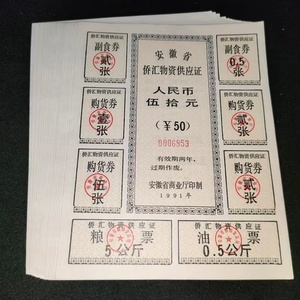 侨汇物资供应证
副食券
贰
张
侨汇物资供应证
购货券
壹
张
侨汇物资供应证
购货券
伍
张
安徽省
侨汇物资供应证
人民币
伍拾元
(￥50)
0006953
有效期两年，
过期作废。
安徽省商业厅印制
1991年
侨汇物资供应证
副食券
0.5
张
侨汇物资供应证
购货券
贰
张
侨汇物资供应证
购货券
贰
张
侨汇物资供应证
粮 票
5公斤
侨汇物资供应证
油 票
0.5公斤